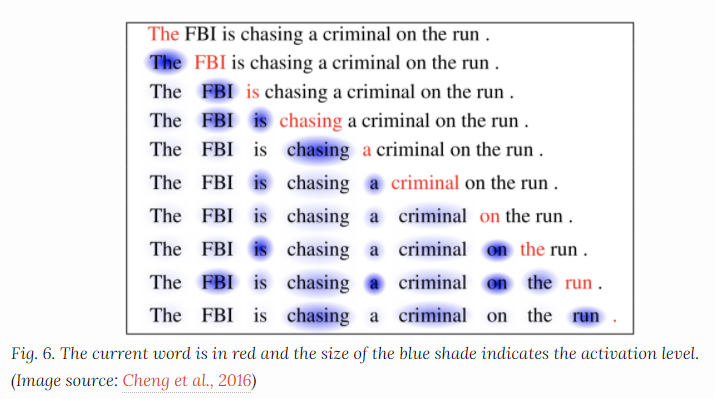 The FBI is chasing a criminal on the run .
The FBI is chasing a criminal on the run .
The FBI is chasing a criminal on the run .
The FBI is chasing a criminal on the run .
The FBI is chasing a criminal on the run .
The FBI is chasing a criminal on the run .
The FBI is chasing a criminal on the run .
The FBI is chasing a criminal on the run .
The FBI is chasing a criminal on the run .
The FBI is chasing a criminal on the run .
Fig. 6. The current word is in red and the size of the blue shade indicates the activation level.
(Image source: Cheng et al., 2016)